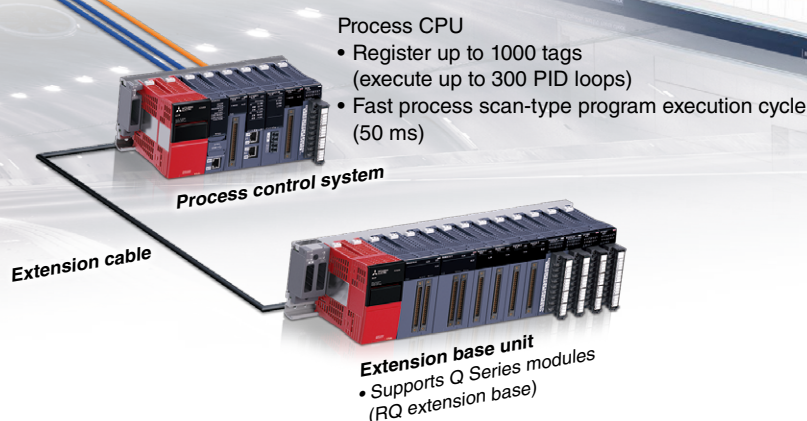 Process CPU
• Register up to 1000 tags
(execute up to 300 PID loops)
• Fast process scan-type program execution cycle
(50 ms)
Process control system
Extension cable
Extension base unit
• Supports Q Series modules
(RQ extension base)